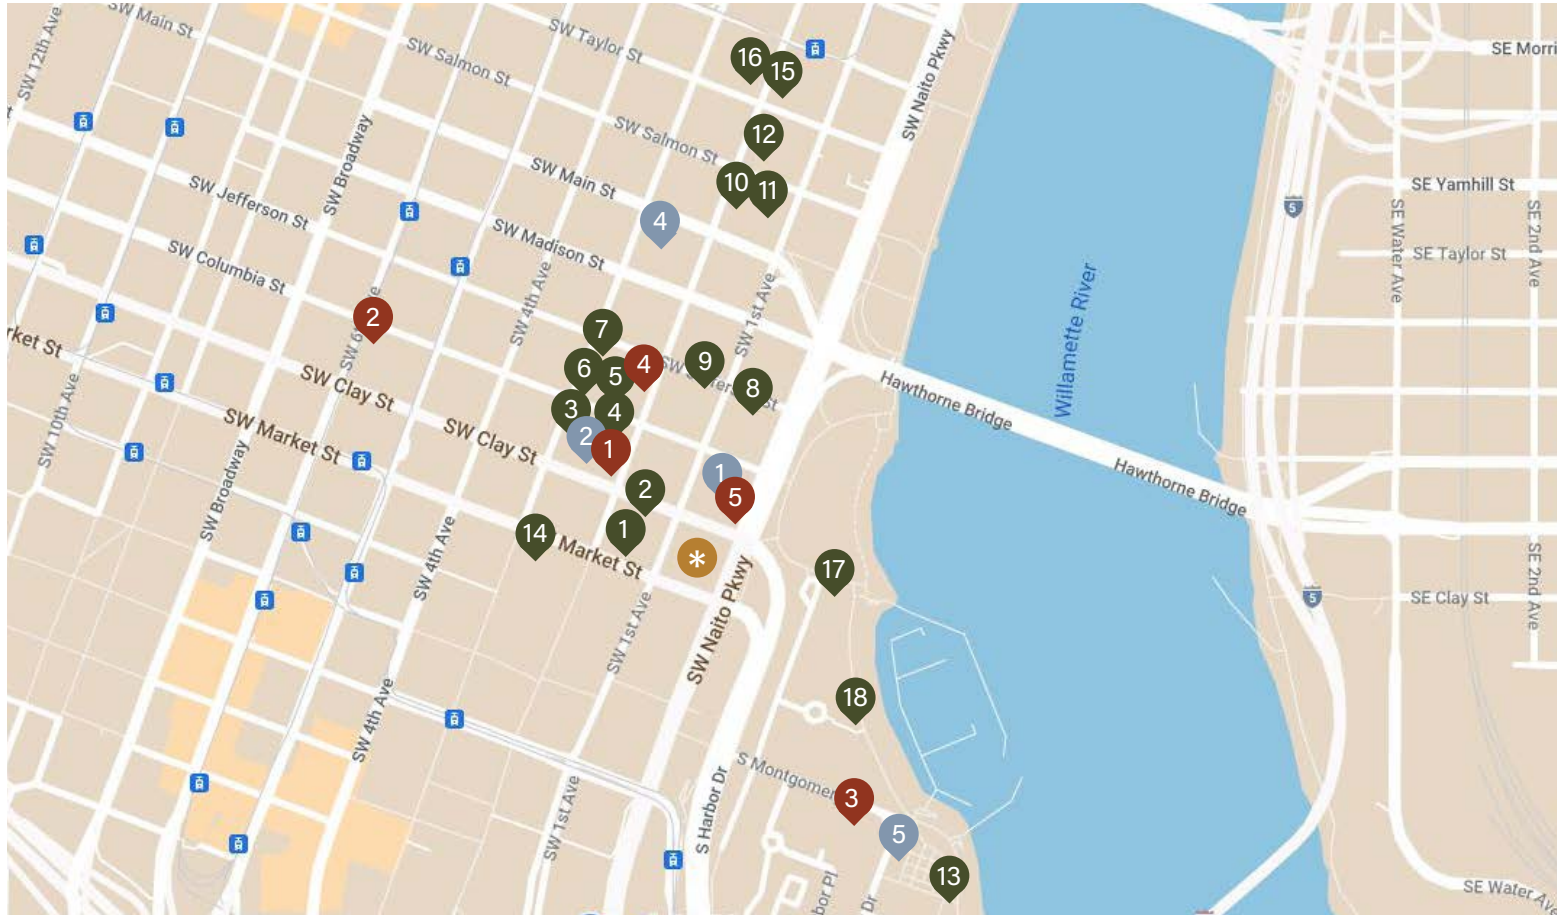 SW Main St
SW Taylor St
SE Morri
SW 12th Ave
SW Salmon St
16
15
SW Naito Pkwy
SW Broadway
SW Salmon St
12
SW Main St
10
11
SE Yamhill St
5
SW Jefferson St
4
SE Water Ave
SE 2nd Ave
SW Columbia St
SW Madison St
SE Taylor St
SW 4th Ave
SW 1st Ave
Willamette River
2
7
rket St
SW Clay St
6
5
4
9
8
Hawthorne Bridge
SW 10th Ave
SW Market St
3
4
SW Clay St
2
1
Hawthorne Bridge
SW Broadway
1
5
2
14
1
Market St
*
SW 4th Ave
SW Naito Pkwy
17
5
SE Clay St
SE 2nd Ave
SW 1st Ave
18
SW 4th Ave
S Montgomer
3
S Harbor Dr
5
SW 1st Ave
13
bor Pl
Dr
SE Water Av